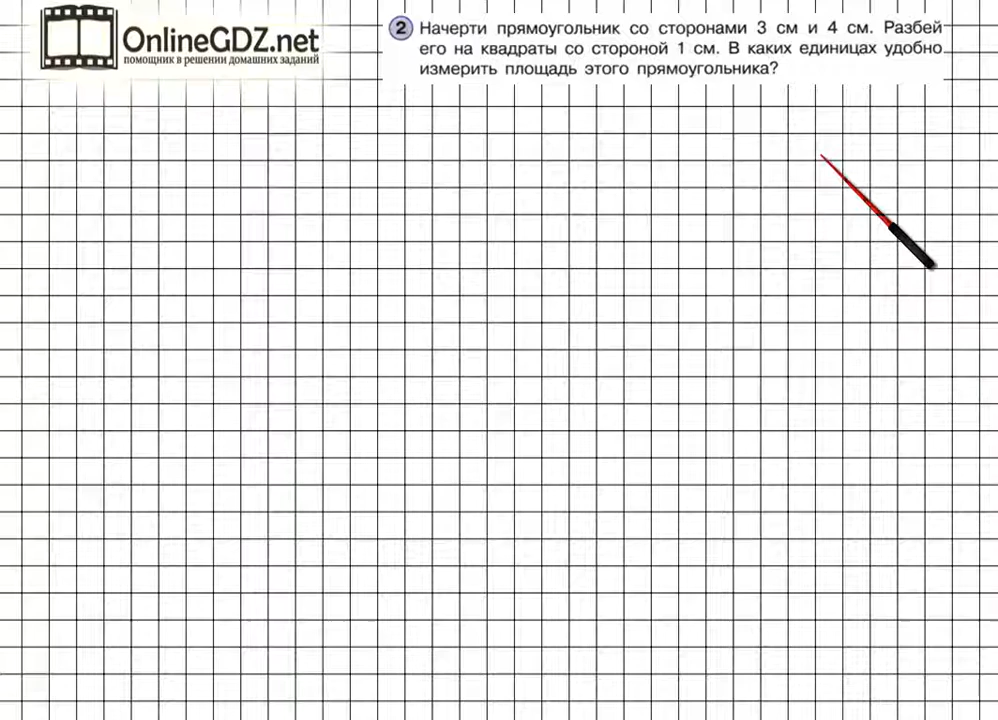 OnlineGDZ.net
помощник в решении домашних заданий
2 Начерти прямоугольник со сторонами 3 см и 4 см. Разбей
его на квадраты со стороной 1 см. В каких единицах удобно
измерить площадь этого прямоугольника?